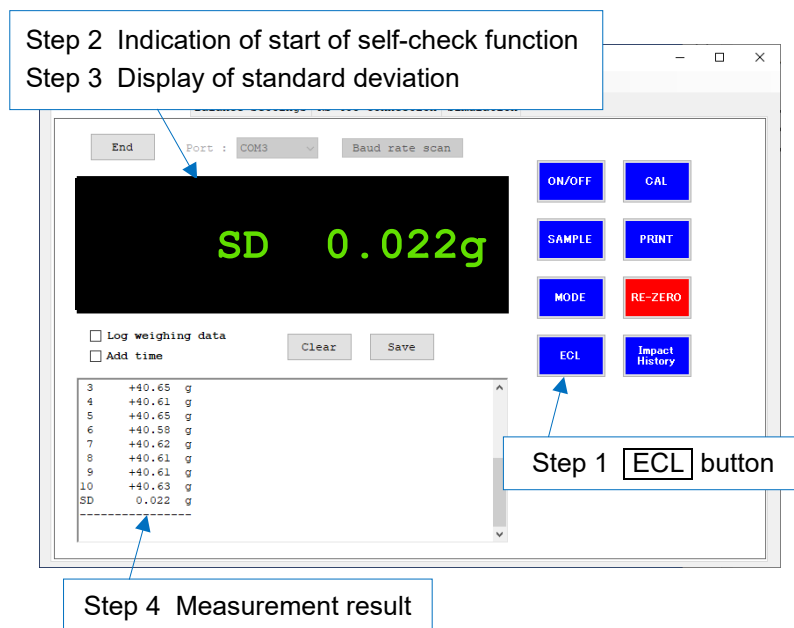 Step 2 Indication of start of self-check function
Step 3 Display of standard deviation
End
Port : COM3
Baud rate scan
SD 0.022g
ON/OFF
CAL
SAMPLE
PRINT
MODE
RE-ZERO
ECL
Impact
History
Log weighing data
Add time
Clear
Save
3 +40.65 g
4 +40.61 g
5 +40.65 g
6 +40.58 g
7 +40.62 g
8 +40.61 g
9 +40.61 g
10 +40.63 g
SD 0.022 g
----------------
Step 1 ECL button
Step 4 Measurement result